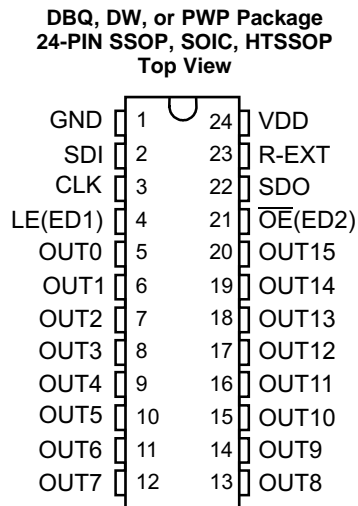 DBQ, DW, or PWP Package
24-PIN SSOP, SOIC, HTSSOP
Top View
GND 1 24 VDD
SDI 2 23 R-EXT
CLK 3 22 SDO
LE(ED1) 4 21 OE(ED2)
OUT0 5 20 OUT15
OUT1 6 19 OUT14
OUT2 7 18 OUT13
OUT3 8 17 OUT12
OUT4 9 16 OUT11
OUT5 10 15 OUT10
OUT6 11 14 OUT9
OUT7 12 13 OUT8